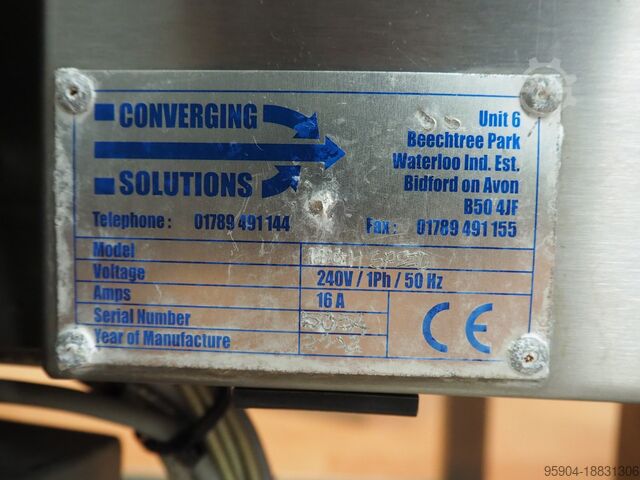 CONVERGING
SOLUTIONS
Telephone : 01789 491 144
Unit 6
Beechtree Park
Waterloo Ind. Est.
Bidford on Avon
B50 4JF
Fax : 01789 491 155
Model
Voltage 240V / 1Ph / 50 Hz
Amps 16 A
Serial Number
Year of Manufacture
CE
95904-18831306